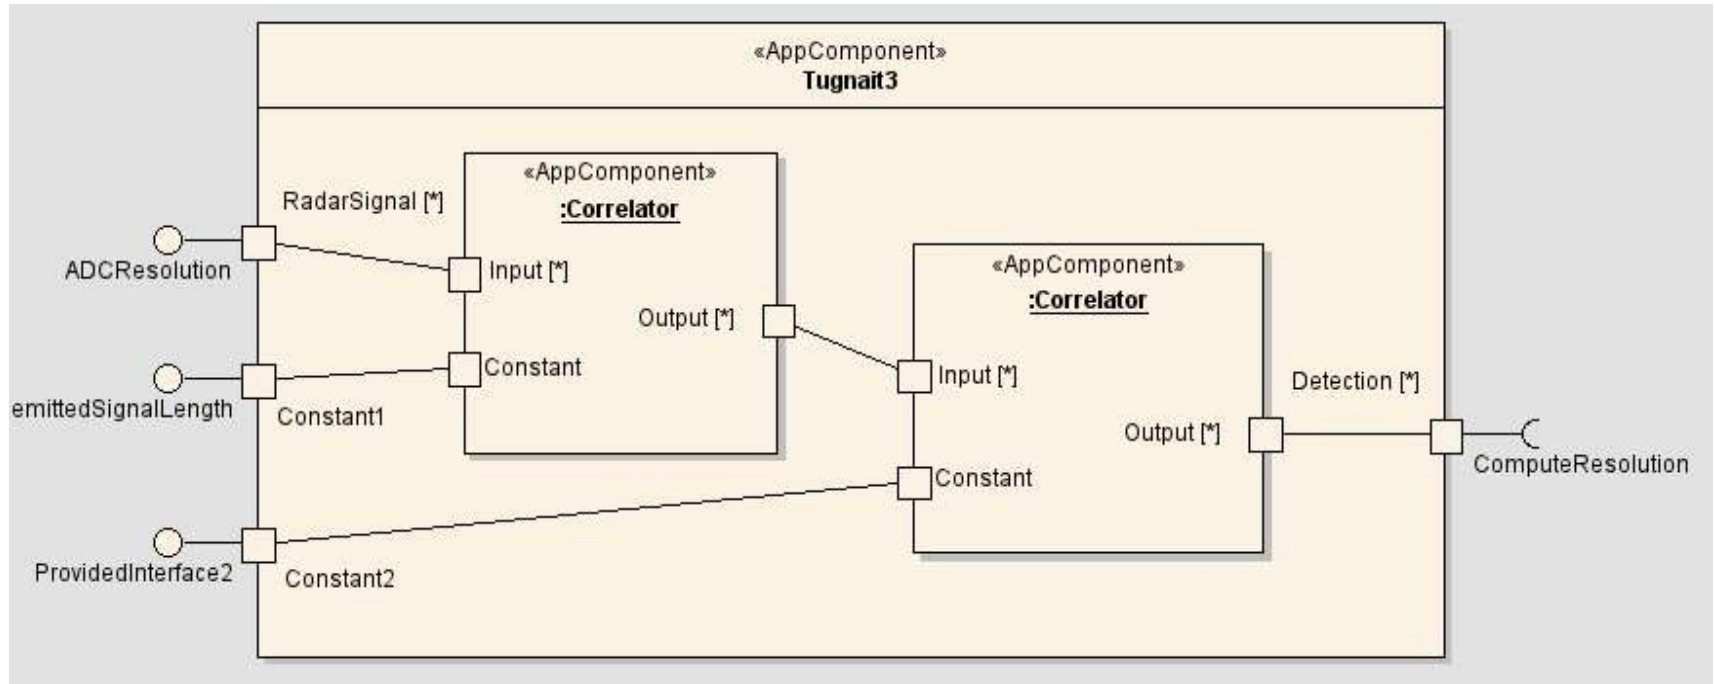 «AppComponent»
Tugnait3
«AppComponent»
:Correlator
RadarSignal [*]
ADCResolution
Input [*]
Output [*]
Constant
emittedSignalLength
Constant1
«AppComponent»
:Correlator
Input [*]
Output [*]
Constant
Detection [*]
ComputeResolution
ProvidedInterface2
Constant2